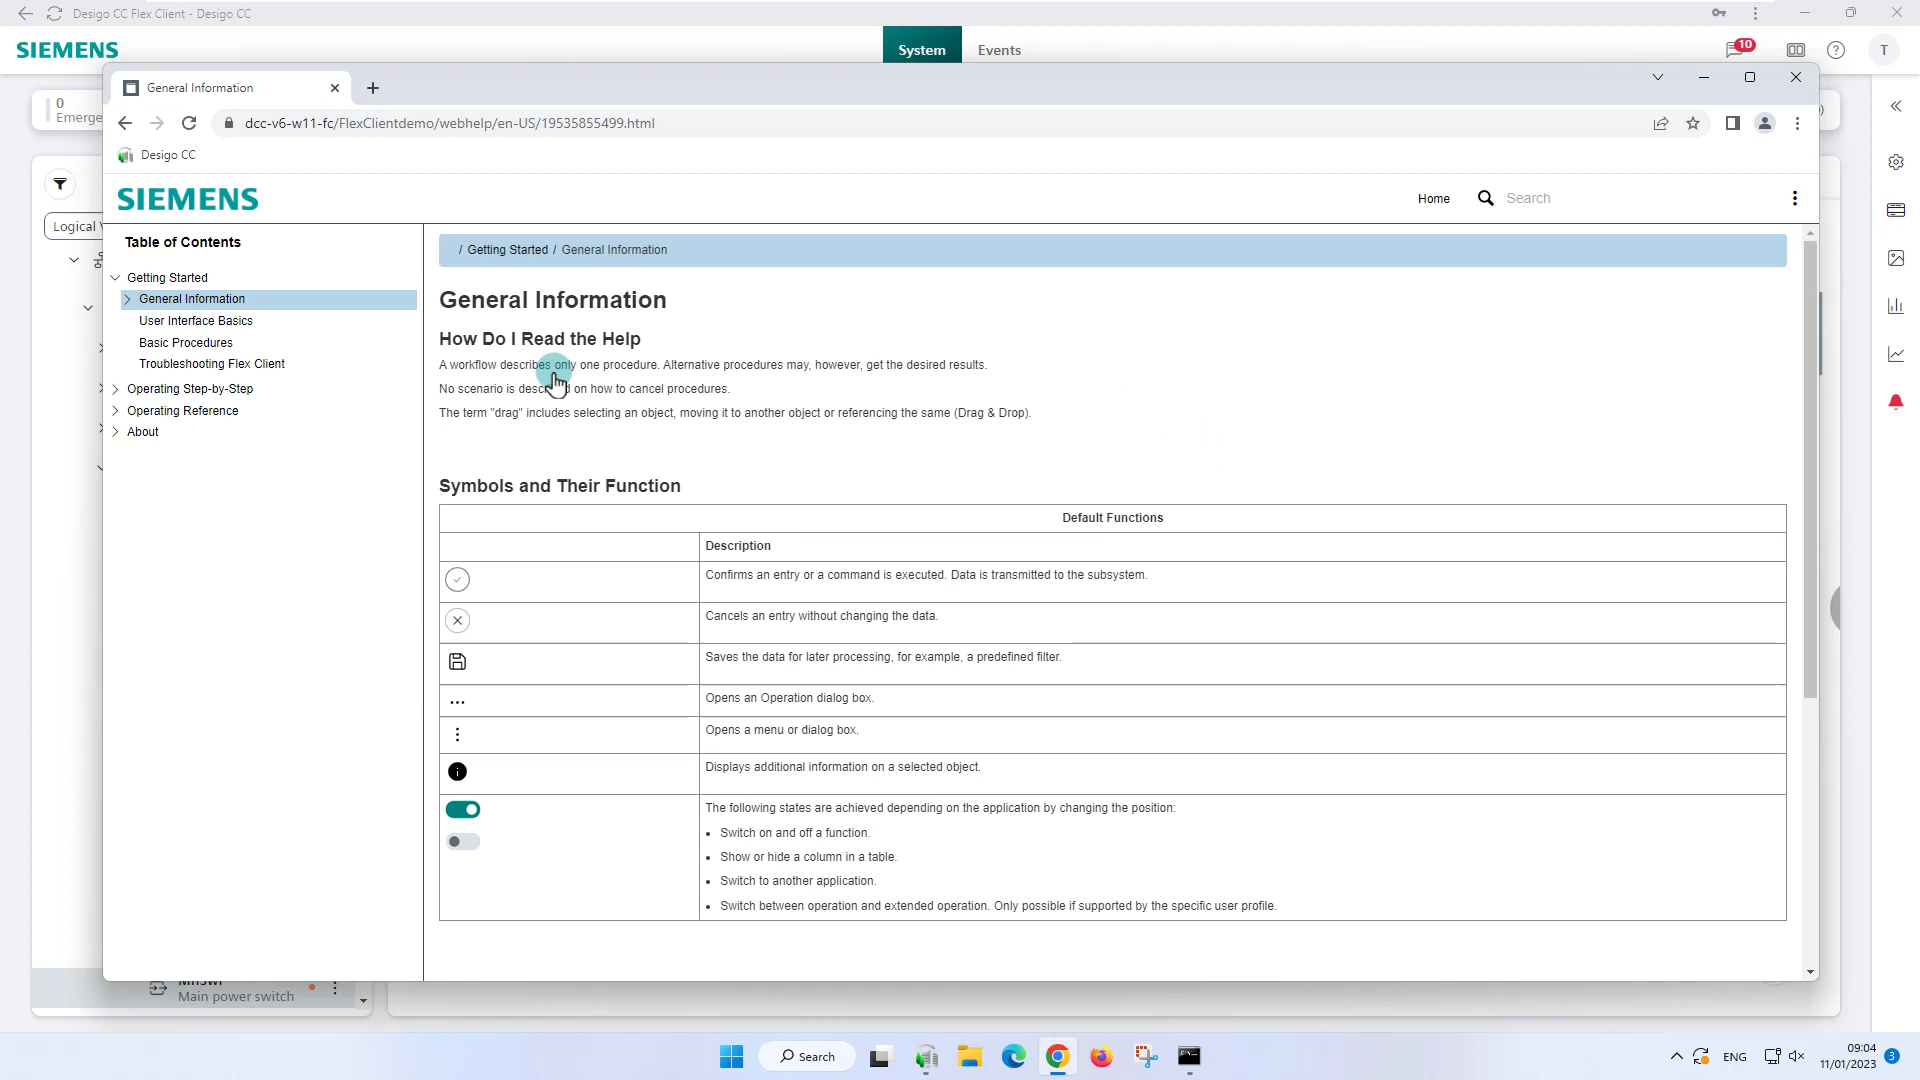 Desigo CC Flex Client - Desigo CC
SIEMENS
System
Events
10
T
0
Emerge
General Information
dcc-v6-w11-fc/FlexClientdemo/webhelp/en-US/19535855499.html
Desigo CC
SIEMENS
Home
Search
Logical
Table of Contents
Getting Started
General Information
User Interface Basics
Basic Procedures
Troubleshooting Flex Client
Operating Step-by-Step
Operating Reference
About
/ Getting Started / General Information
General Information
How Do I Read the Help
A workflow describes only one procedure. Alternative procedures may, however, get the desired results.
No scenario is described on how to cancel procedures.
The term "drag" includes selecting an object, moving it to another object or referencing the same (Drag & Drop).
Symbols and Their Function
Default Functions
Description
Confirms an entry or a command is executed. Data is transmitted to the subsystem.
Cancels an entry without changing the data.
Saves the data for later processing, for example, a predefined filter.
Opens an Operation dialog box.
Opens a menu or dialog box.
Displays additional information on a selected object.
The following states are achieved depending on the application by changing the position:
• Switch on and off a function.
• Show or hide a column in a table.
• Switch to another application.
• Switch between operation and extended operation. Only possible if supported by the specific user profile.
Main power switch
Search
ENG
09:04
11/01/2023
3